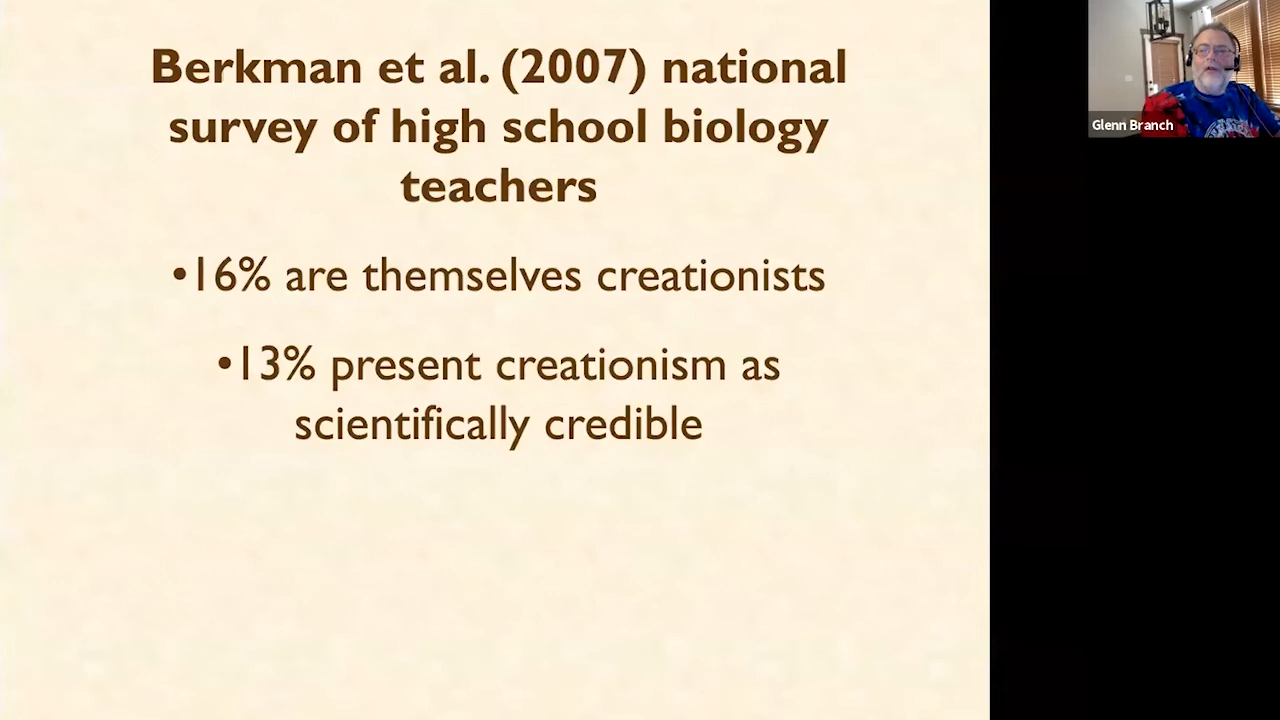 Berkman et al. (2007) national
survey of high school biology
teachers
•16% are themselves creationists
•13% present creationism as
scientifically credible
Glenn Branch